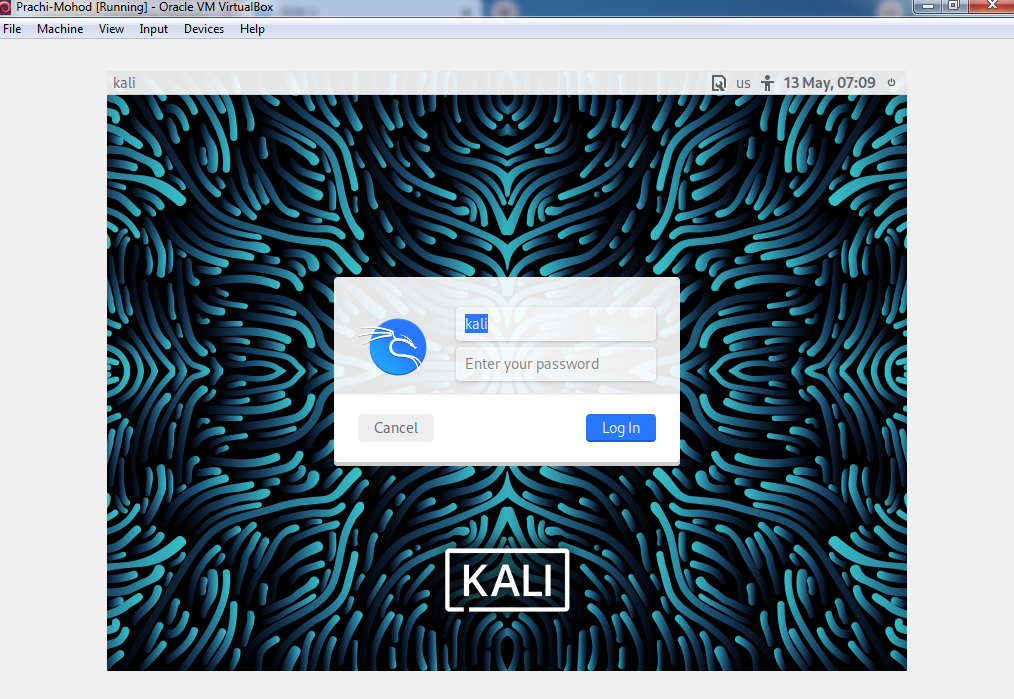 Prachi-Mohod [Running] - Oracle VM VirtualBox
File Machine View Input Devices Help
kali us 13 May, 07:09
kali
Enter your password
Cancel Log In
KALI